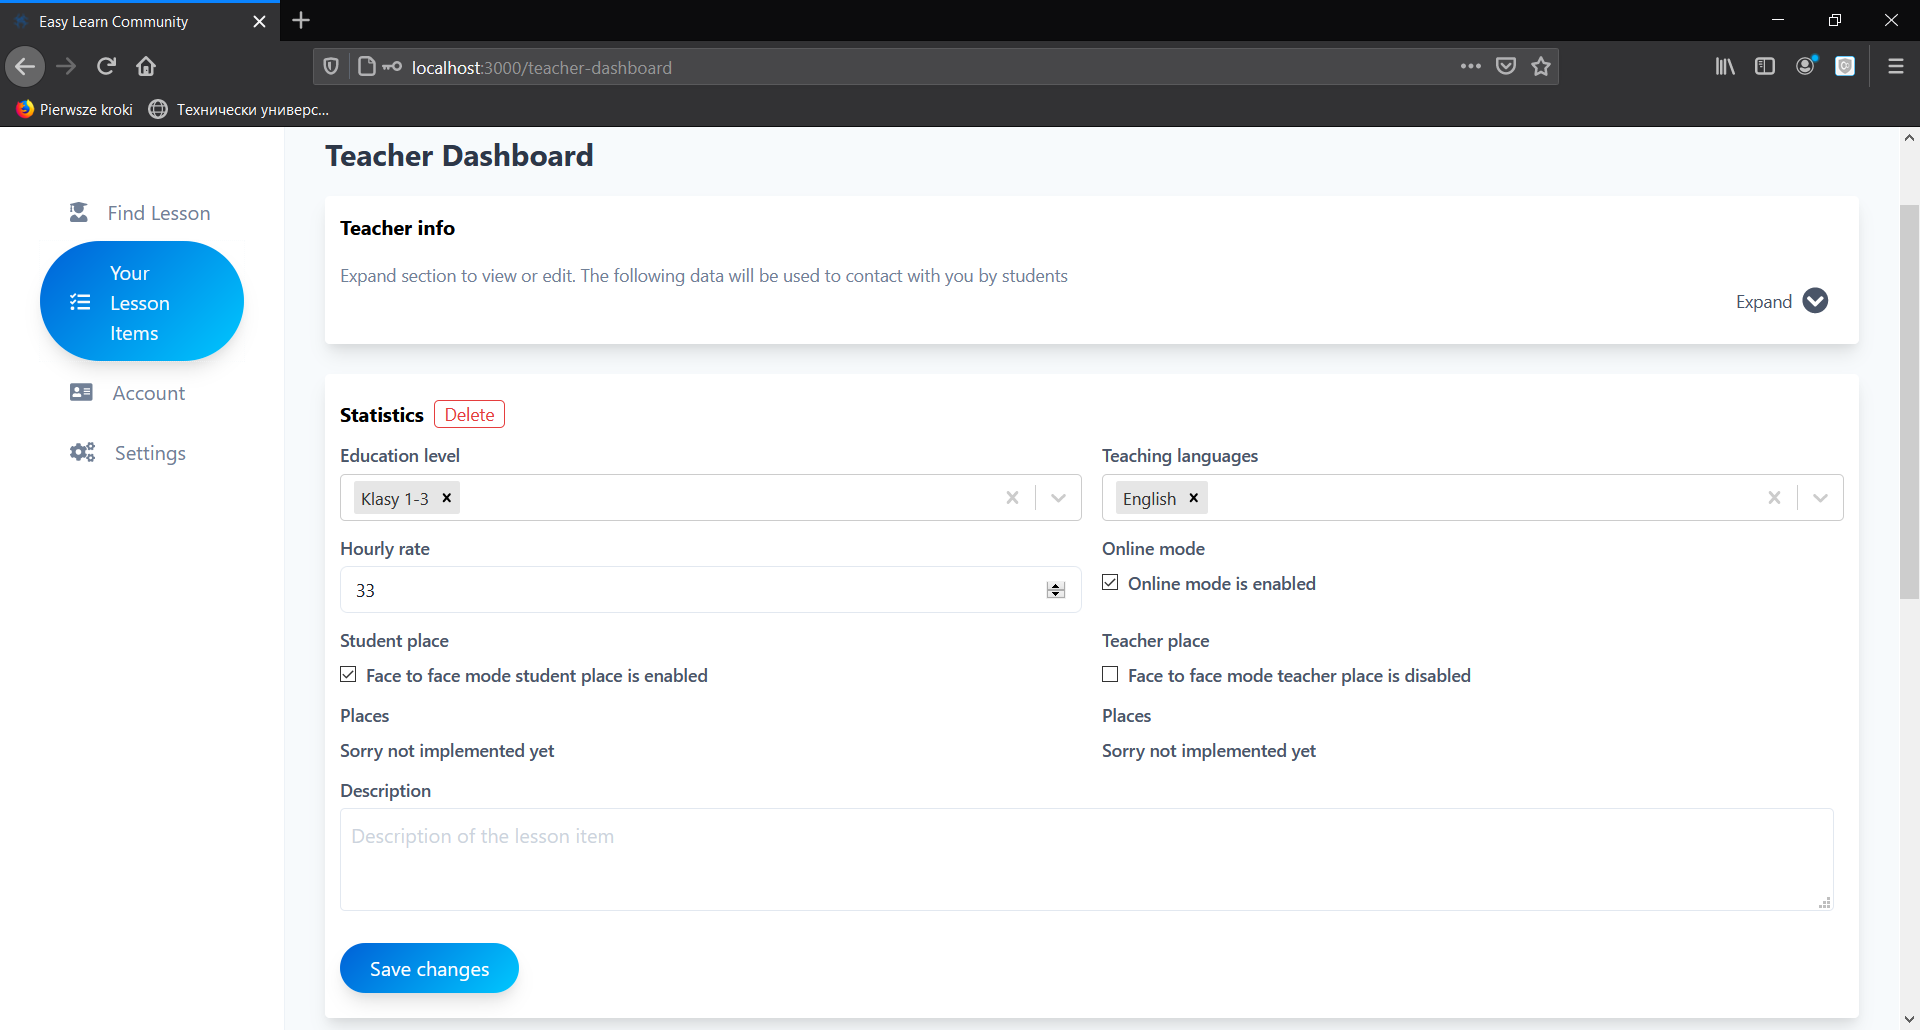 Easy Learn Community
localhost:3000/teacher-dashboard
Pierwsze kroki
Технически универс...
Find Lesson
Your
Lesson
Items
Account
Settings
Teacher Dashboard
Teacher info
Expand section to view or edit. The following data will be used to contact with you by students
Expand
Statistics Delete
Education level
Klasy 1-3
Teaching languages
English
Hourly rate
33
Online mode
Online mode is enabled
Student place
Face to face mode student place is enabled
Teacher place
Face to face mode teacher place is disabled
Places
Sorry not implemented yet
Places
Sorry not implemented yet
Description
Description of the lesson item
Save changes